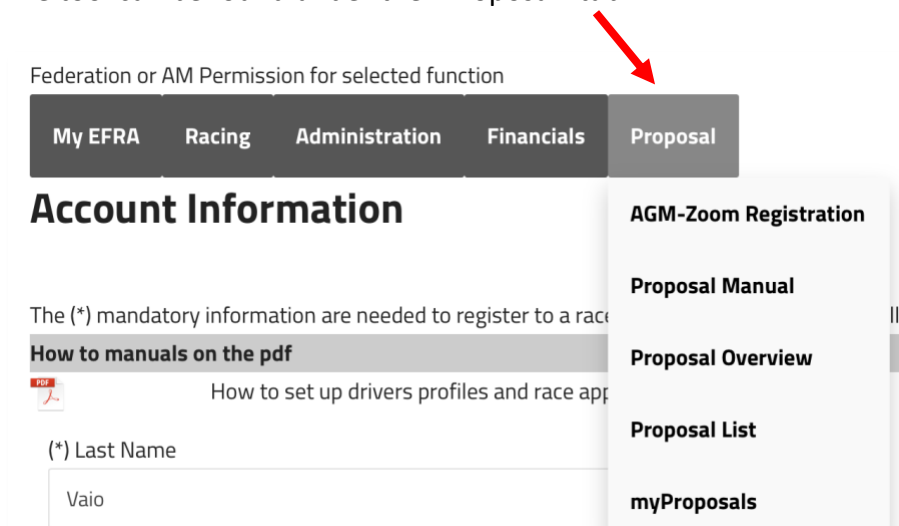 Federation or AM Permission for selected function
My EFRA Racing Administration Financials Proposal
Account Information
AGM-Zoom Registration
Proposal Manual
The (*) mandatory information are needed to register to a race
How to manuals on the pdf
Proposal Overview
PDF
How to set up drivers profiles and race app
Proposal List
(*) Last Name
Vaio
myProposals